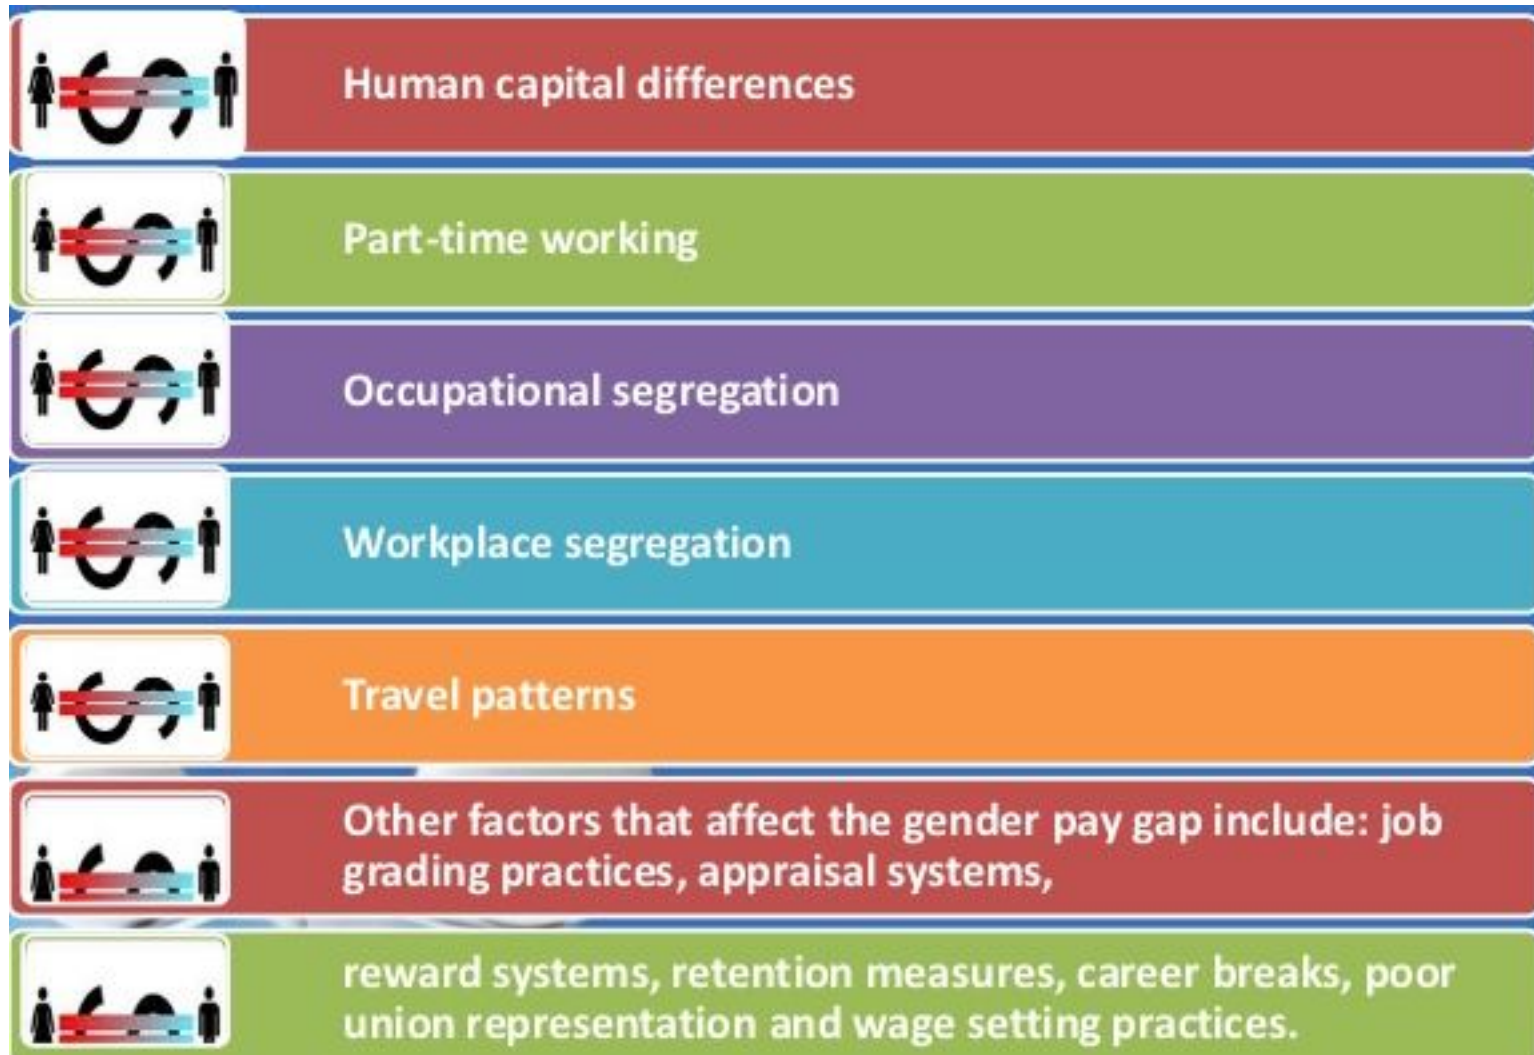 Human capital differences
Part-time working
Occupational segregation
Workplace segregation
Travel patterns
Other factors that affect the gender pay gap include: job
grading practices, appraisal systems,
reward systems, retention measures, career breaks, poor
union representation and wage setting practices.